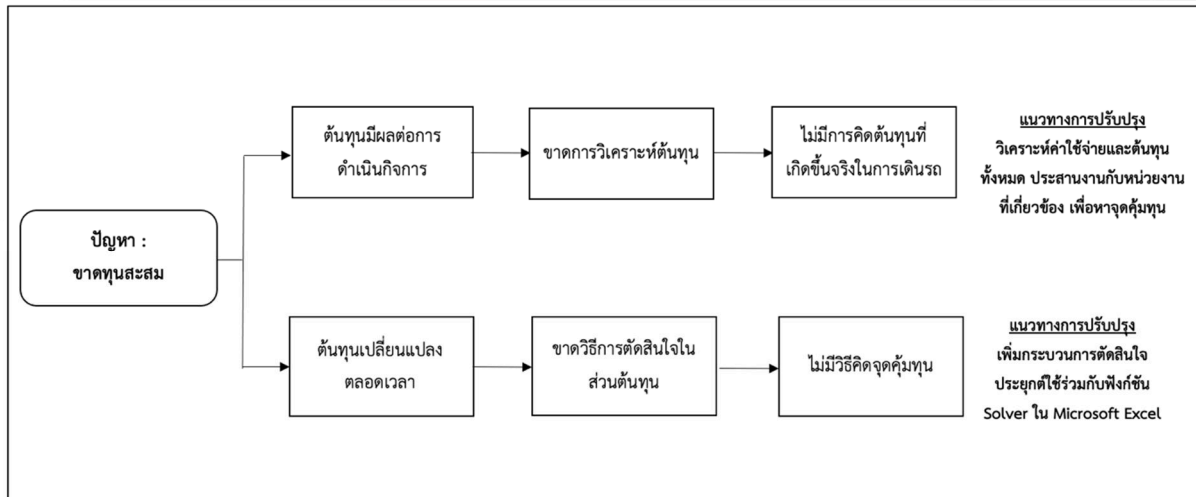 ปัญหา :
ขาดทุนสะสม
ต้นทุนมีผลต่อการ
ดำเนินกิจการ
ขาดการวิเคราะห์ต้นทุน
ไม่มีการคิดต้นทุนที่
เกิดขึ้นจริงในการเดินรถ
แนวทางการปรับปรุง
วิเคราะห์ค่าใช้จ่ายและต้นทุน
ทั้งหมด ประสานงานกับหน่วยงาน
ที่เกี่ยวข้อง เพื่อหาจุดคุ้มทุน
ต้นทุนเปลี่ยนแปลง
ตลอดเวลา
ขาดวิธีการตัดสินใจใน
ส่วนต้นทุน
ไม่มีวิธีคิดจุดคุ้มทุน
แนวทางการปรับปรุง
เพิ่มกระบวนการตัดสินใจ
ประยุกต์ใช้ร่วมกับฟังก์ชัน
Solver ใน Microsoft Excel